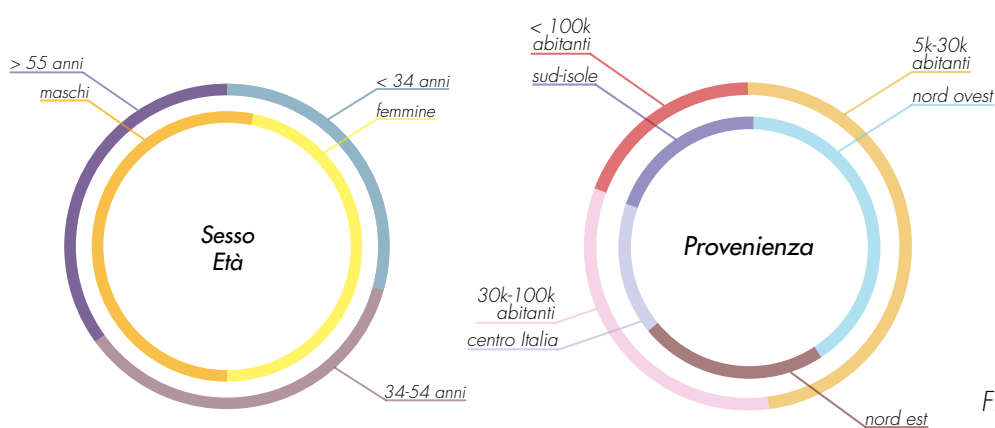 > 55 anni
maschi
< 34 anni
femmine
Sesso
Età
34-54 anni
< 100k
abitanti
sud-isole
5k-30k
abitanti
nord ovest
Provenienza
30k-100k
abitanti
centro Italia
nord est
F